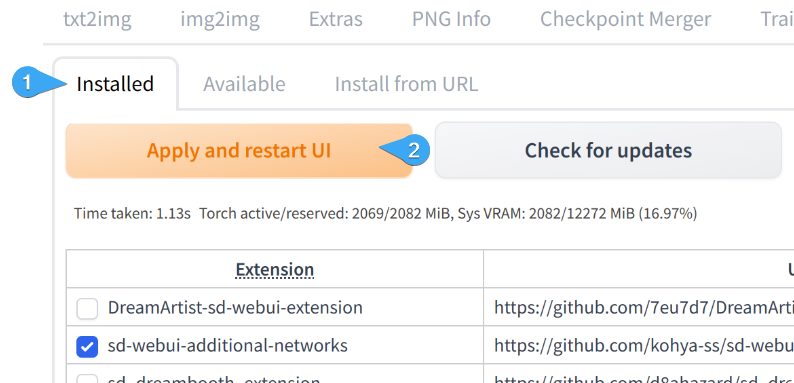 txt2img img2img Extras PNG Info Checkpoint Merger Trai
1 Installed Available Install from URL
Apply and restart UI 2 Check for updates
Time taken: 1.13s Torch active/reserved: 2069/2082 MiB, Sys VRAM: 2082/12272 MiB (16.97%)
Extension U
DreamArtist-sd-webui-extension https://github.com/7eu7d7/DreamArti
sd-webui-additional-networks https://github.com/kohya-ss/sd-webu
sd_dreambooth_extension https://github.com/d8ahazard/sd_dre